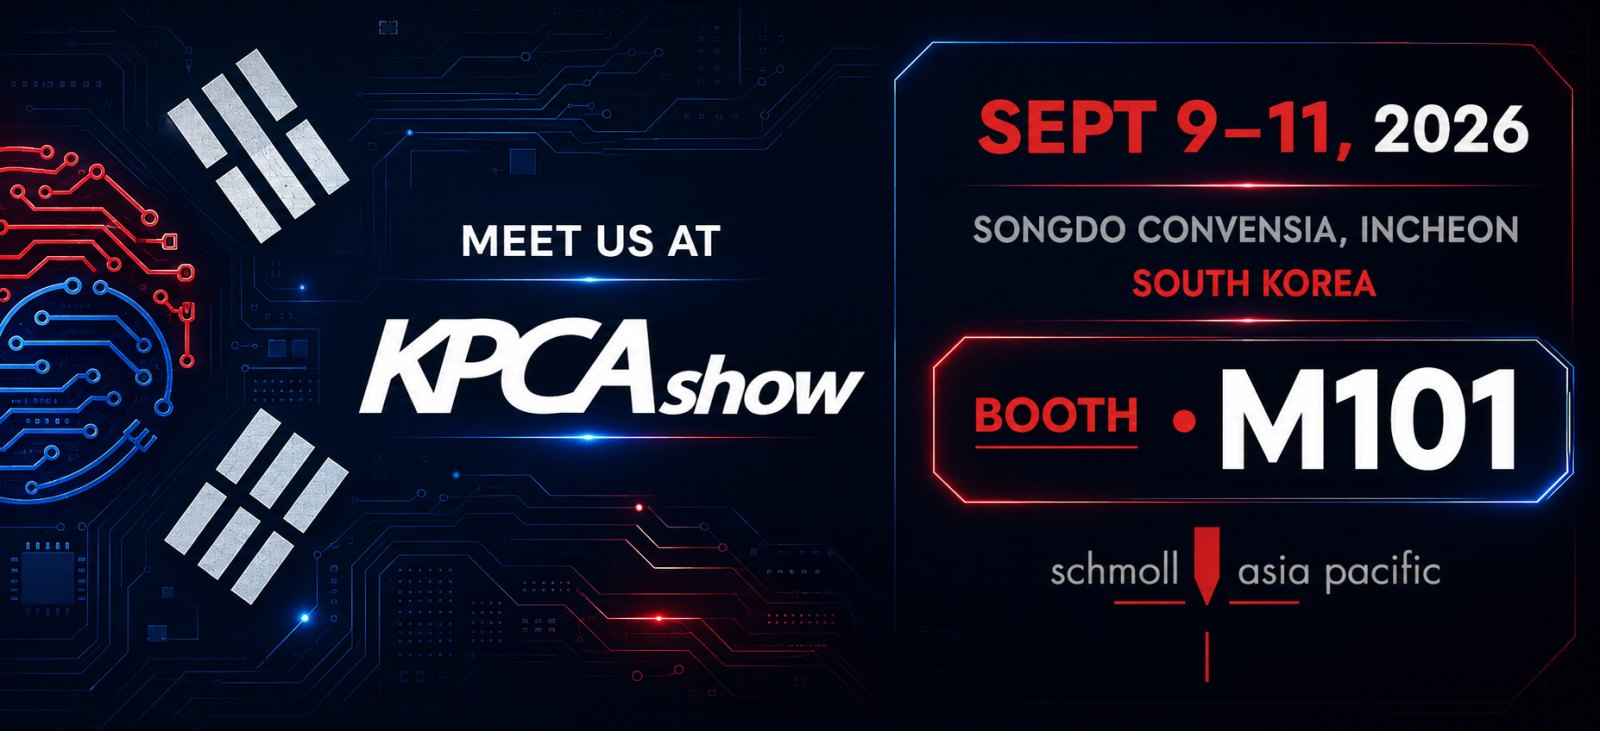 MEET US AT
KPCA show
SEPT 9–11, 2026
SONGDO CONVENSIA, INCHEON
SOUTH KOREA
BOOTH • M101
schmoll asia pacific